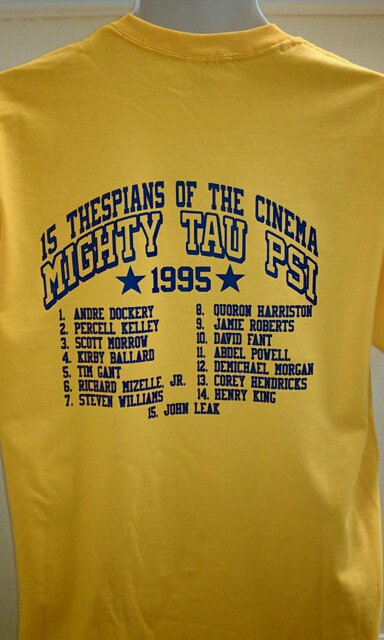 15 THESPIANS OF THE CINEMA
MIGHTY TAU PSI
★ 1995 ★
1. ANDRE DOCKERY
2. PERCELL KELLEY
3. SCOTT MORROW
4. KIRBY BALLARD
5. TIM GANT
6. RICHARD MIZELLE, JR.
7. STEVEN WILLIAMS
8. QUORON HARRISTON
9. JAMIE ROBERTS
10. DAVID FANT
11. ABDEL POWELL
12. DEMICHAEL MORGAN
13. COREY HENDRICKS
14. HENRY KING
15. JOHN LEAK